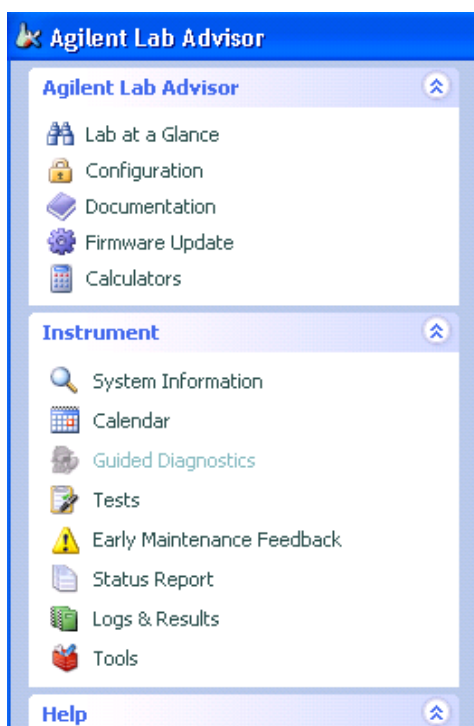 Agilent Lab Advisor
Agilent Lab Advisor
Lab at a Glance
Configuration
Documentation
Firmware Update
Calculators
Instrument
System Information
Calendar
Guided Diagnostics
Tests
Early Maintenance Feedback
Status Report
Logs & Results
Tools
Help